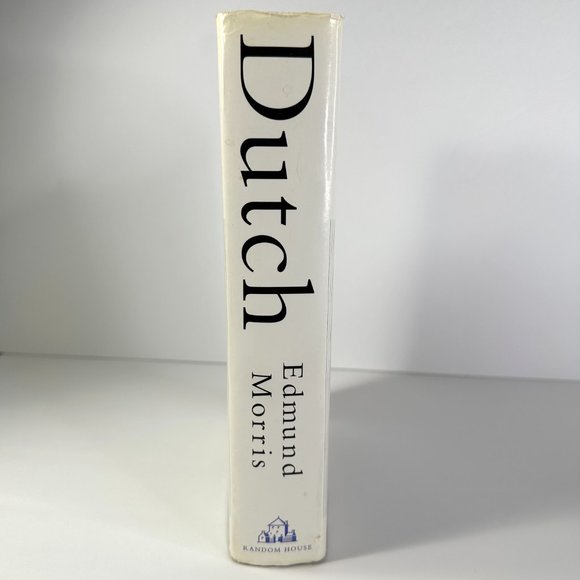 Dutch
Edmund
Morris
RANDOM HOUSE